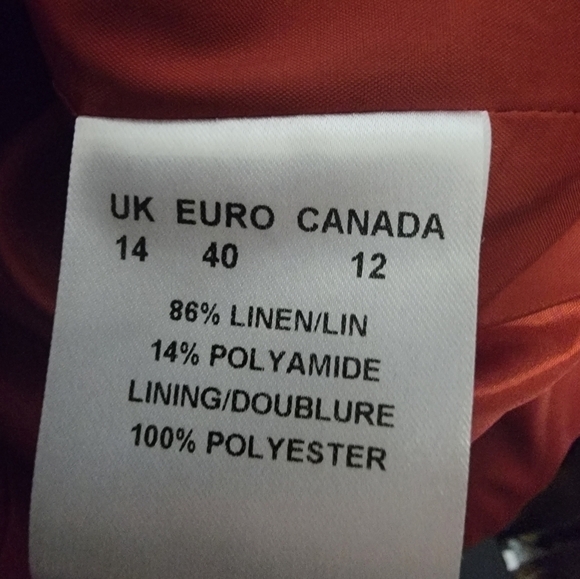 UK EURO CANADA
14 40 12
86% LINEN/LIN
14% POLYAMIDE
LINING/DOUBLURE
100% POLYESTER